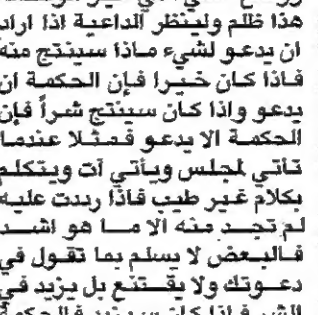 هذا ظلم ولينظر الداعية اذا اراد
ان يدعو لشيء ماذا سينتج منه
فاذا كان خيرا فإن الحكمة ان
يدعو واذا كان سينتج شراً فإن
الحكمة الا يدعو فمثلا عندما
تأتي لمجلس ويأتي آت ويتكلم
بكلام غير طيب فاذا رددت عليه
لم تجد منه الا ما هو اشد
فالبعض لا يسلم بما تقول في
دعوتك ولا يقتنع بل يزيد في